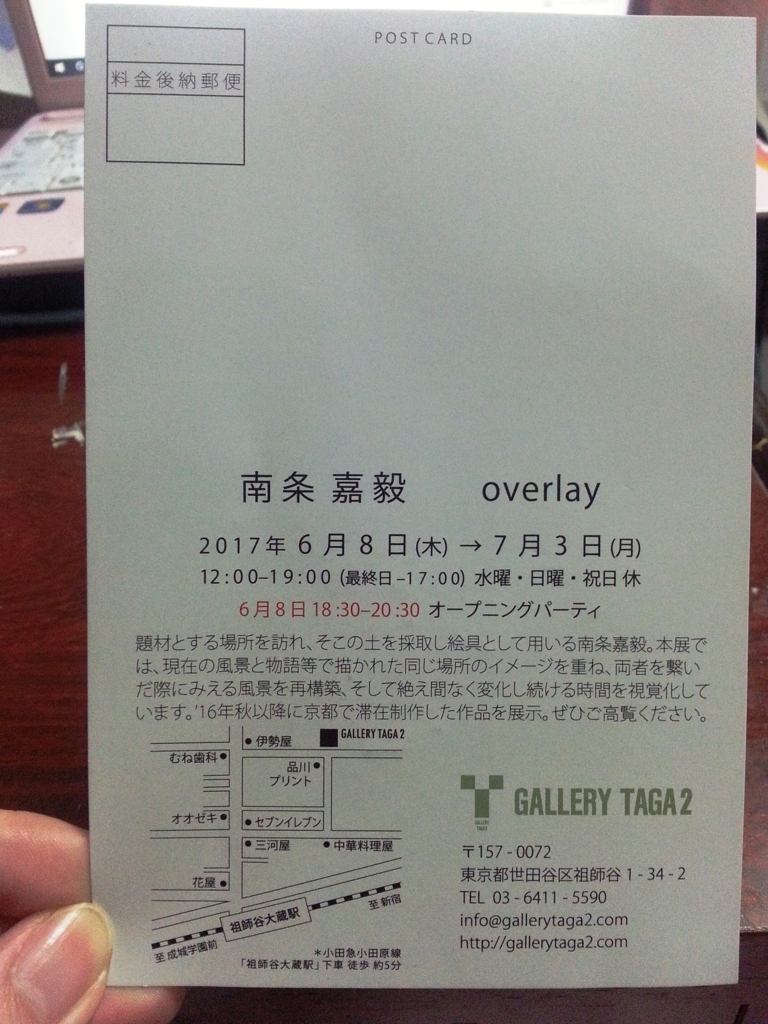 POST CARD
料金後納郵便
南条 嘉毅 overlay
2017年 6月8日(木) → 7月3日(月)
12:00–19:00 (最終日–17:00) 水曜・日曜・祝日 休
6月8日 18:30–20:30 オープニングパーティ
題材とする場所を訪れ、そこの土を採取し絵具として用いる南条嘉毅。本展で
は、現在の風景と物語等で描かれた同じ場所のイメージを重ね、両者を繋い
だ際にみえる風景を再構築、そして絶え間なく変化し続ける時間を視覚化して
います。'16年秋以降に京都で滞在制作した作品を展示。ぜひご高覧ください。
伊勢屋
GALLERY TAGA 2
むね歯科
品川
プリント
オオゼキ
セブンイレブン
三河屋
中華料理屋
花屋
祖師谷大蔵駅
至 新宿
至 成城学園前
*小田急小田原線
「祖師谷大蔵駅」下車 徒歩 約5分
GALLERY TAGA 2
GALLERY
TAGA2
〒157 - 0072
東京都世田谷区祖師谷 1 - 34 - 2
TEL 03 - 6411 - 5590
info@gallerytaga2.com
http://gallerytaga2.com